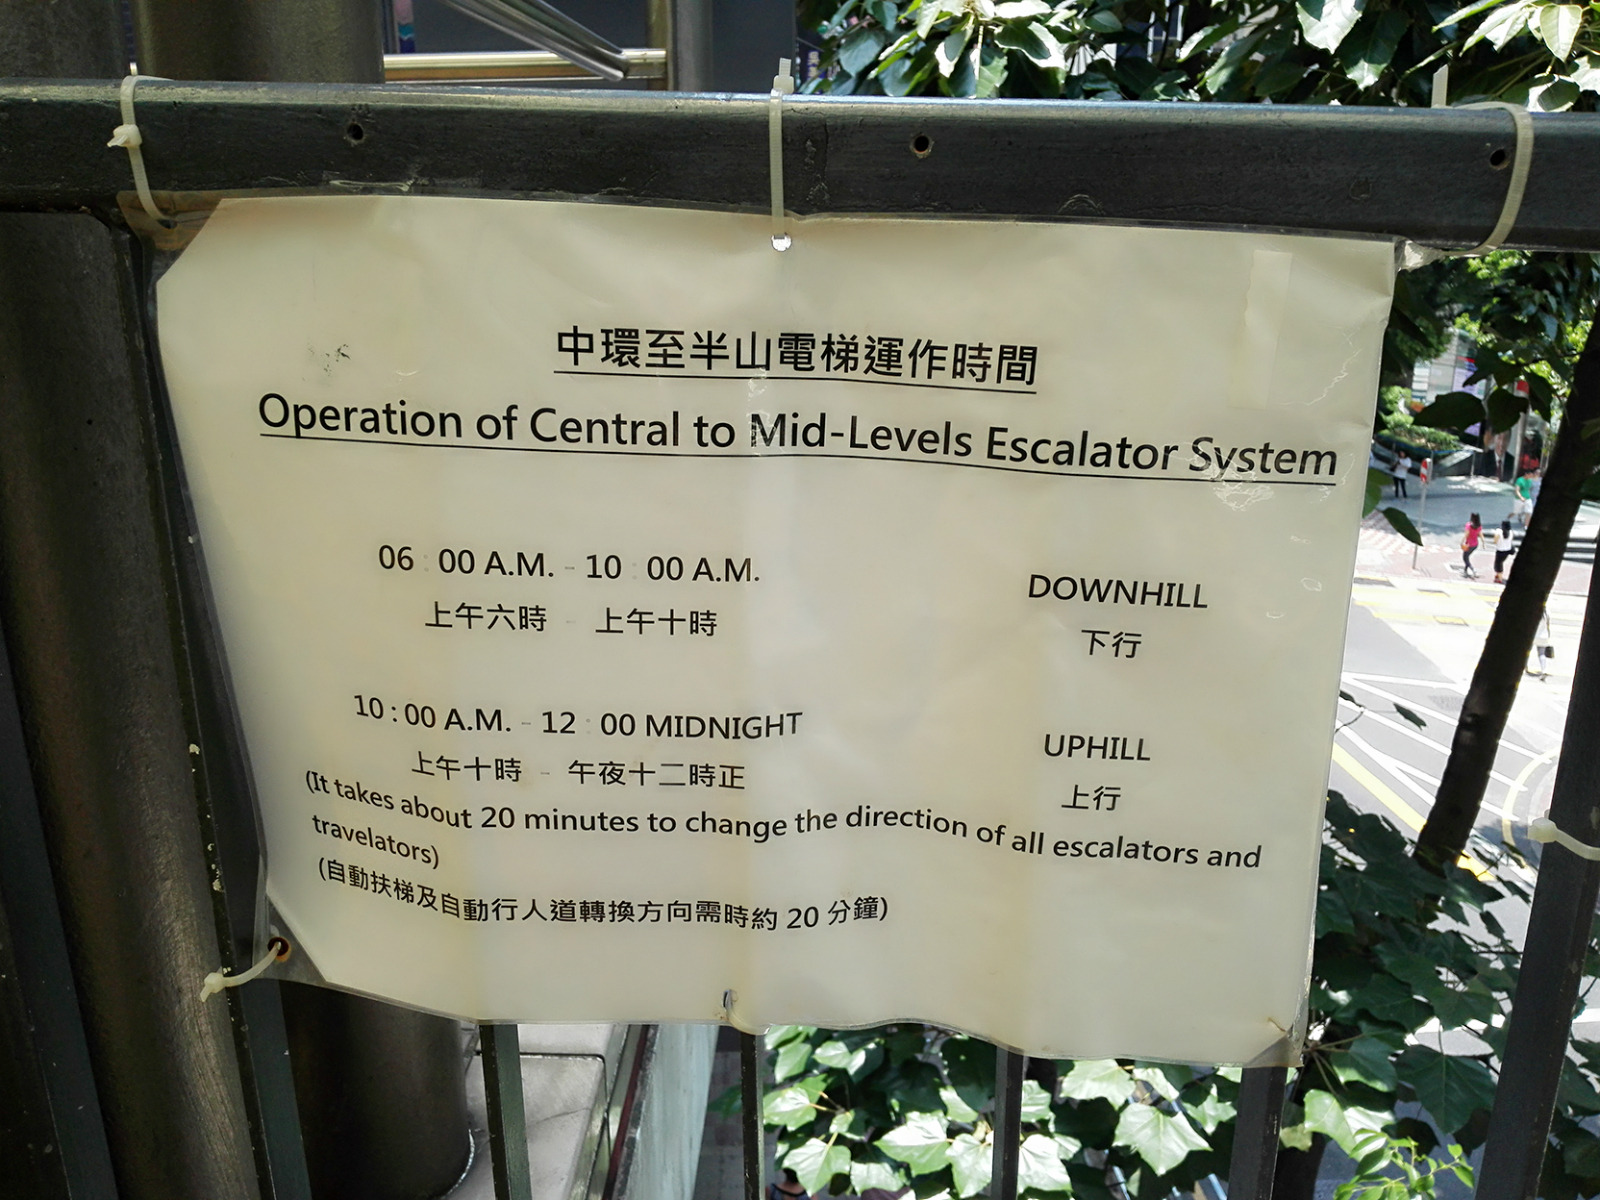 中環至半山電梯運作時間
Operation of Central to Mid-Levels Escalator System
06 : 00 A.M. - 10 : 00 A.M. DOWNHILL
上午六時 - 上午十時 下行
10 : 00 A.M. - 12 : 00 MIDNIGHT UPHILL
上午十時 - 午夜十二時正 上行
(It takes about 20 minutes to change the direction of all escalators and
travelators)
(自動扶梯及自動行人道轉換方向需時約 20 分鐘)